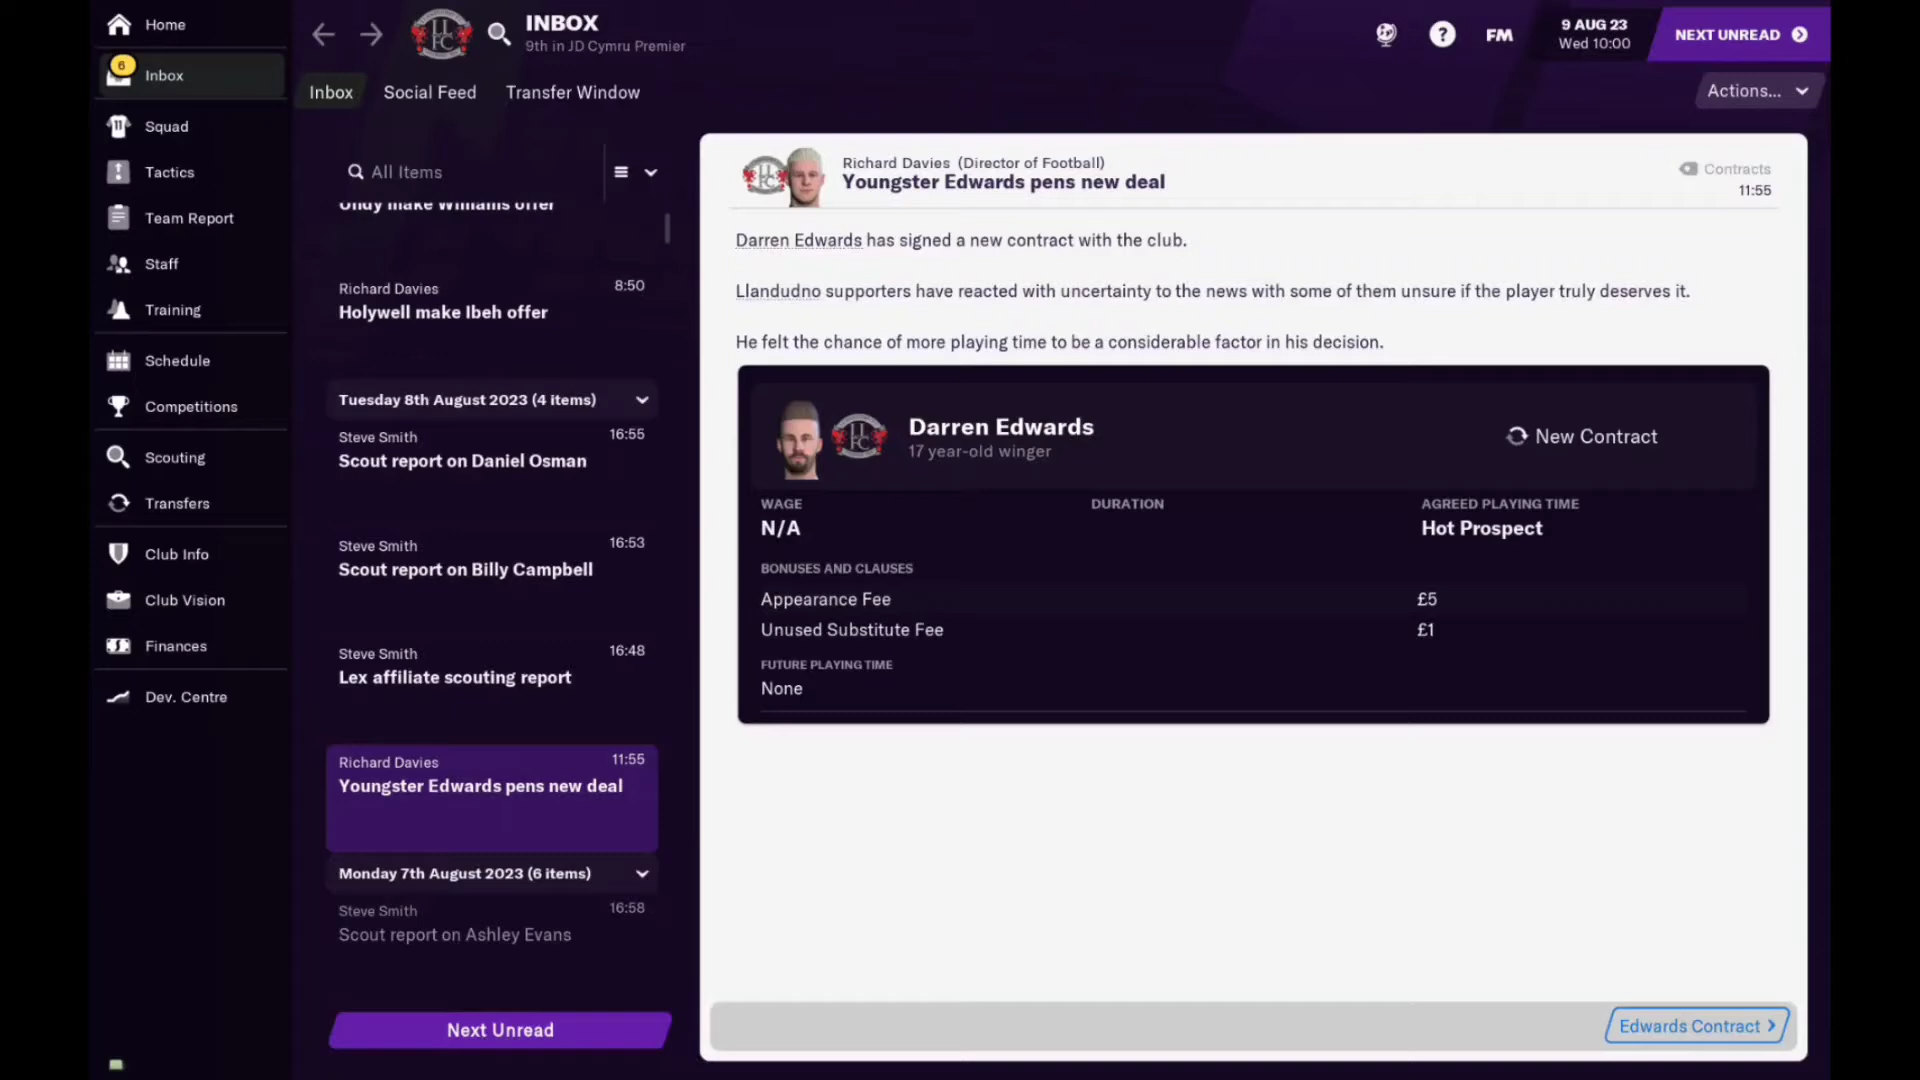 Home
6
Inbox
Squad
Tactics
Team Report
Staff
Training
Schedule
Competitions
Scouting
Transfers
Club Info
Club Vision
Finances
Dev. Centre
INBOX
9th in JD Cymru Premier
?
FM
9 AUG 23
Wed 10:00
NEXT UNREAD
Inbox
Social Feed
Transfer Window
Actions...
All Items
Undy make Williams offer
Richard Davies
8:50
Holywell make Ibeh offer
Tuesday 8th August 2023 (4 items)
Steve Smith
16:55
Scout report on Daniel Osman
Steve Smith
16:53
Scout report on Billy Campbell
Steve Smith
16:48
Lex affiliate scouting report
Richard Davies
11:55
Youngster Edwards pens new deal
Monday 7th August 2023 (6 items)
Steve Smith
16:58
Scout report on Ashley Evans
Next Unread
Richard Davies (Director of Football)
Youngster Edwards pens new deal
Contracts
11:55
Darren Edwards has signed a new contract with the club.
Llandudno supporters have reacted with uncertainty to the news with some of them unsure if the player truly deserves it.
He felt the chance of more playing time to be a considerable factor in his decision.
Darren Edwards
17 year-old winger
New Contract
WAGE
DURATION
AGREED PLAYING TIME
N/A
Hot Prospect
BONUSES AND CLAUSES
Appearance Fee
£5
Unused Substitute Fee
£1
FUTURE PLAYING TIME
None
Edwards Contract